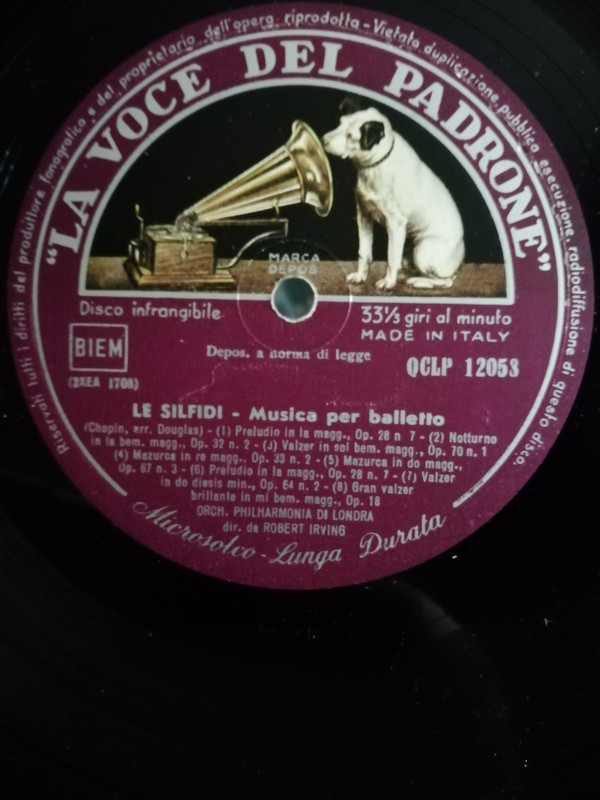 Riservati tutti i diritti del produttore fonografico e del proprietario dell'opera riprodotta - Vietata duplicazione, pubblica esecuzione, radiodiffusione di questo disco.
"LA VOCE DEL PADRONE"
MARCA
DEPOS
Disco infrangibile
33⅓ giri al minuto
MADE IN ITALY
BIEM
Depos. a norma di legge
QCLP 12053
(2XEA 1708)
LE SILFIDI - Musica per balletto
(Chopin, arr. Douglas) - (1) Preludio in la magg., Op. 28 n 7 - (2) Notturno
in la bem. magg., Op. 32 n. 2 - (3) Valzer in sol bem. magg., Op. 70 n. 1
(4) Mazurca in re magg., Op. 33 n. 2 - (5) Mazurca in do magg.,
Op. 67 n. 3 - (6) Preludio in la magg., Op. 28 n. 7 - (7) Valzer
in do diesis min., Op. 64 n. 2 - (8) Gran valzer
brillante in mi bem. magg., Op. 18
ORCH. PHILHARMONIA DI LONDRA
dir. da ROBERT IRVING
Microsolco - Lunga Durata